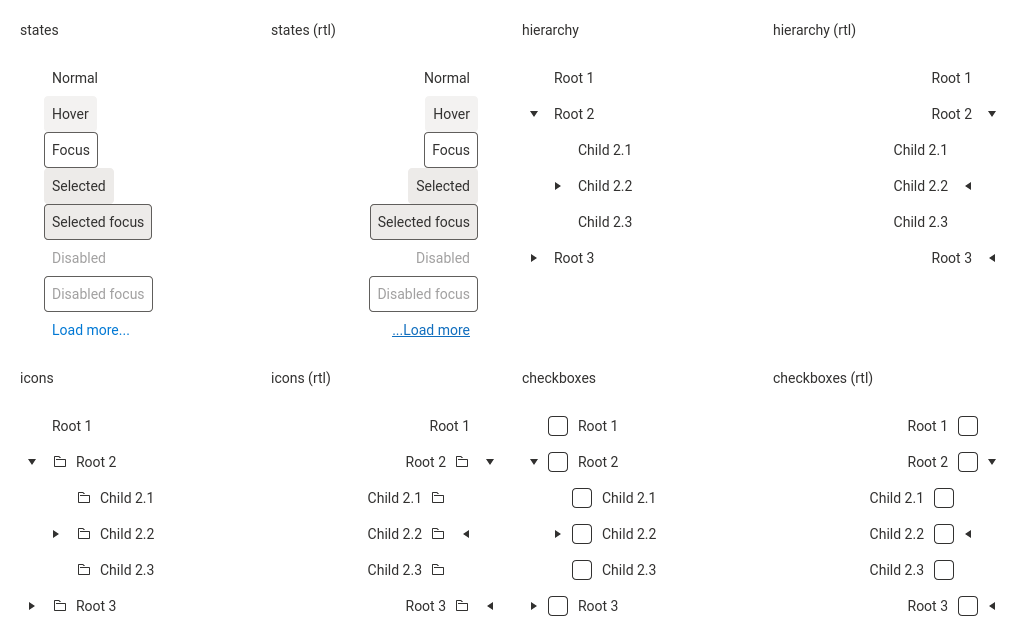 states
Normal
Hover
Focus
Selected
Selected focus
Disabled
Disabled focus
Load more...
states (rtl)
Normal
Hover
Focus
Selected
Selected focus
Disabled
Disabled focus
...Load more
hierarchy
Root 1
Root 2
Child 2.1
Child 2.2
Child 2.3
Root 3
hierarchy (rtl)
Root 1
Root 2
Child 2.1
Child 2.2
Child 2.3
Root 3
icons
Root 1
Root 2
Child 2.1
Child 2.2
Child 2.3
Root 3
icons (rtl)
Root 1
Root 2
Child 2.1
Child 2.2
Child 2.3
Root 3
checkboxes
Root 1
Root 2
Child 2.1
Child 2.2
Child 2.3
Root 3
checkboxes (rtl)
Root 1
Root 2
Child 2.1
Child 2.2
Child 2.3
Root 3